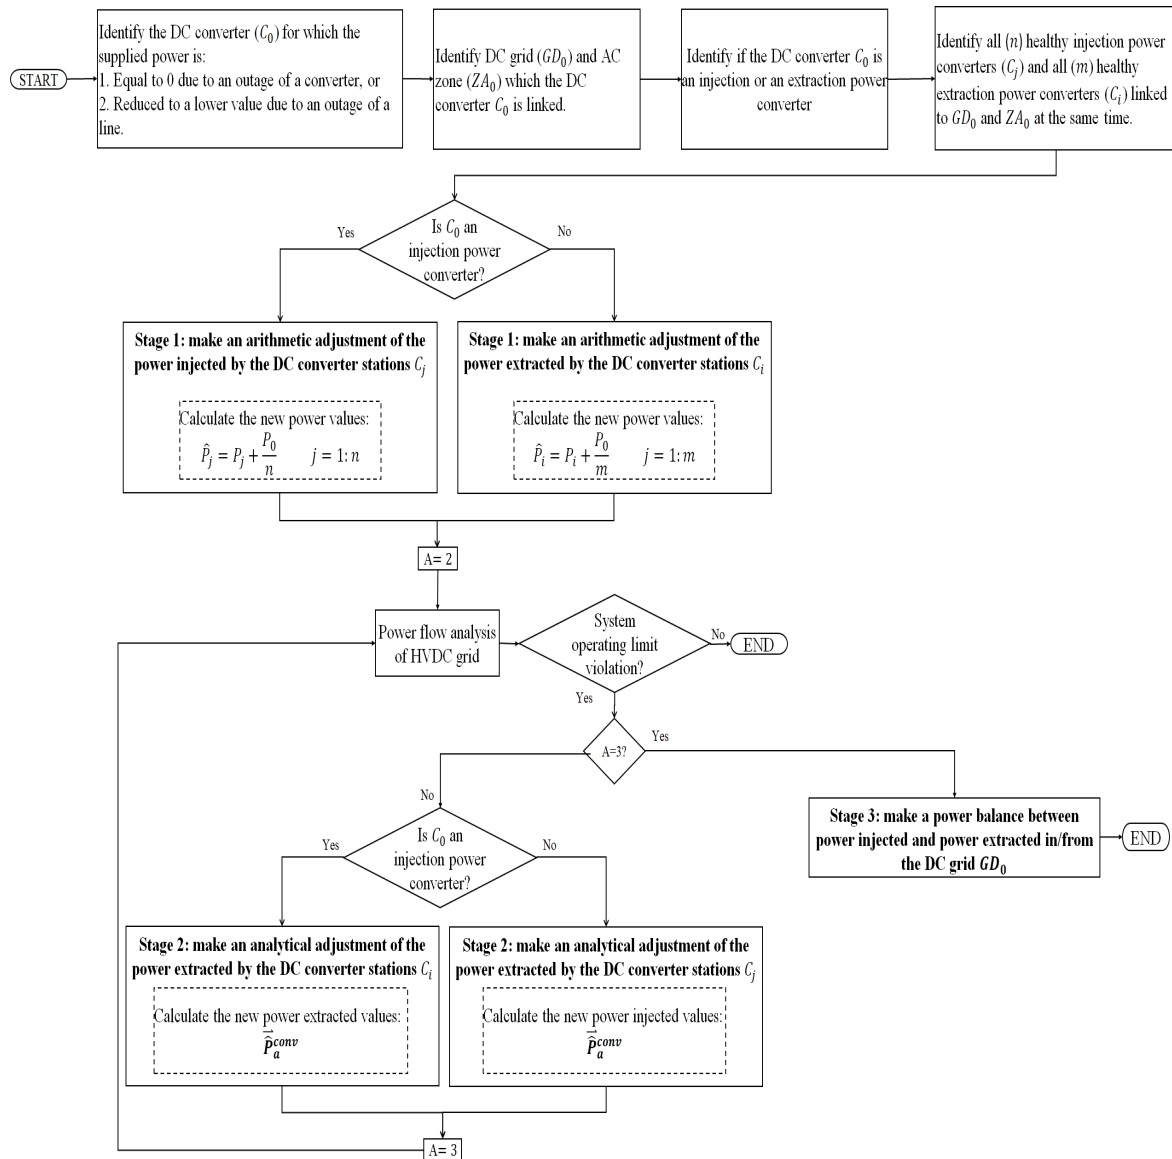 START
Identify the DC converter (C₀) for which the
supplied power is:
1. Equal to 0 due to an outage of a converter, or
2. Reduced to a lower value due to an outage of a
line.
Identify DC grid (GD₀) and AC
zone (ZA₀) which the DC
converter C₀ is linked.
Identify if the DC converter C₀ is
an injection or an extraction power
converter
Identify all (n) healthy injection power
converters (Cⱼ) and all (m) healthy
extraction power converters (Cᵢ) linked
to GD₀ and ZA₀ at the same time.
Is C₀ an
injection power
converter?
Yes
No
Stage 1: make an arithmetic adjustment of the
power injected by the DC converter stations Cⱼ
Calculate the new power values:
P̂ⱼ = Pⱼ + P₀/n j = 1: n
Stage 1: make an arithmetic adjustment of the
power extracted by the DC converter stations Cᵢ
Calculate the new power values:
P̂ᵢ = Pᵢ + P₀/m j = 1: m
A= 2
Power flow analysis
of HVDC grid
System
operating limit
violation?
No
END
Yes
A=3?
Yes
No
Stage 3: make a power balance between
power injected and power extracted in/from
the DC grid GD₀
END
Is C₀ an
injection power
converter?
Yes
No
Stage 2: make an analytical adjustment of the
power extracted by the DC converter stations Cᵢ
Calculate the new power extracted values:
P̂⃗ₐᶜᵒⁿᵛ
Stage 2: make an analytical adjustment of the
power extracted by the DC converter stations Cⱼ
Calculate the new power injected values:
P̂⃗ₐᶜᵒⁿᵛ
A= 3